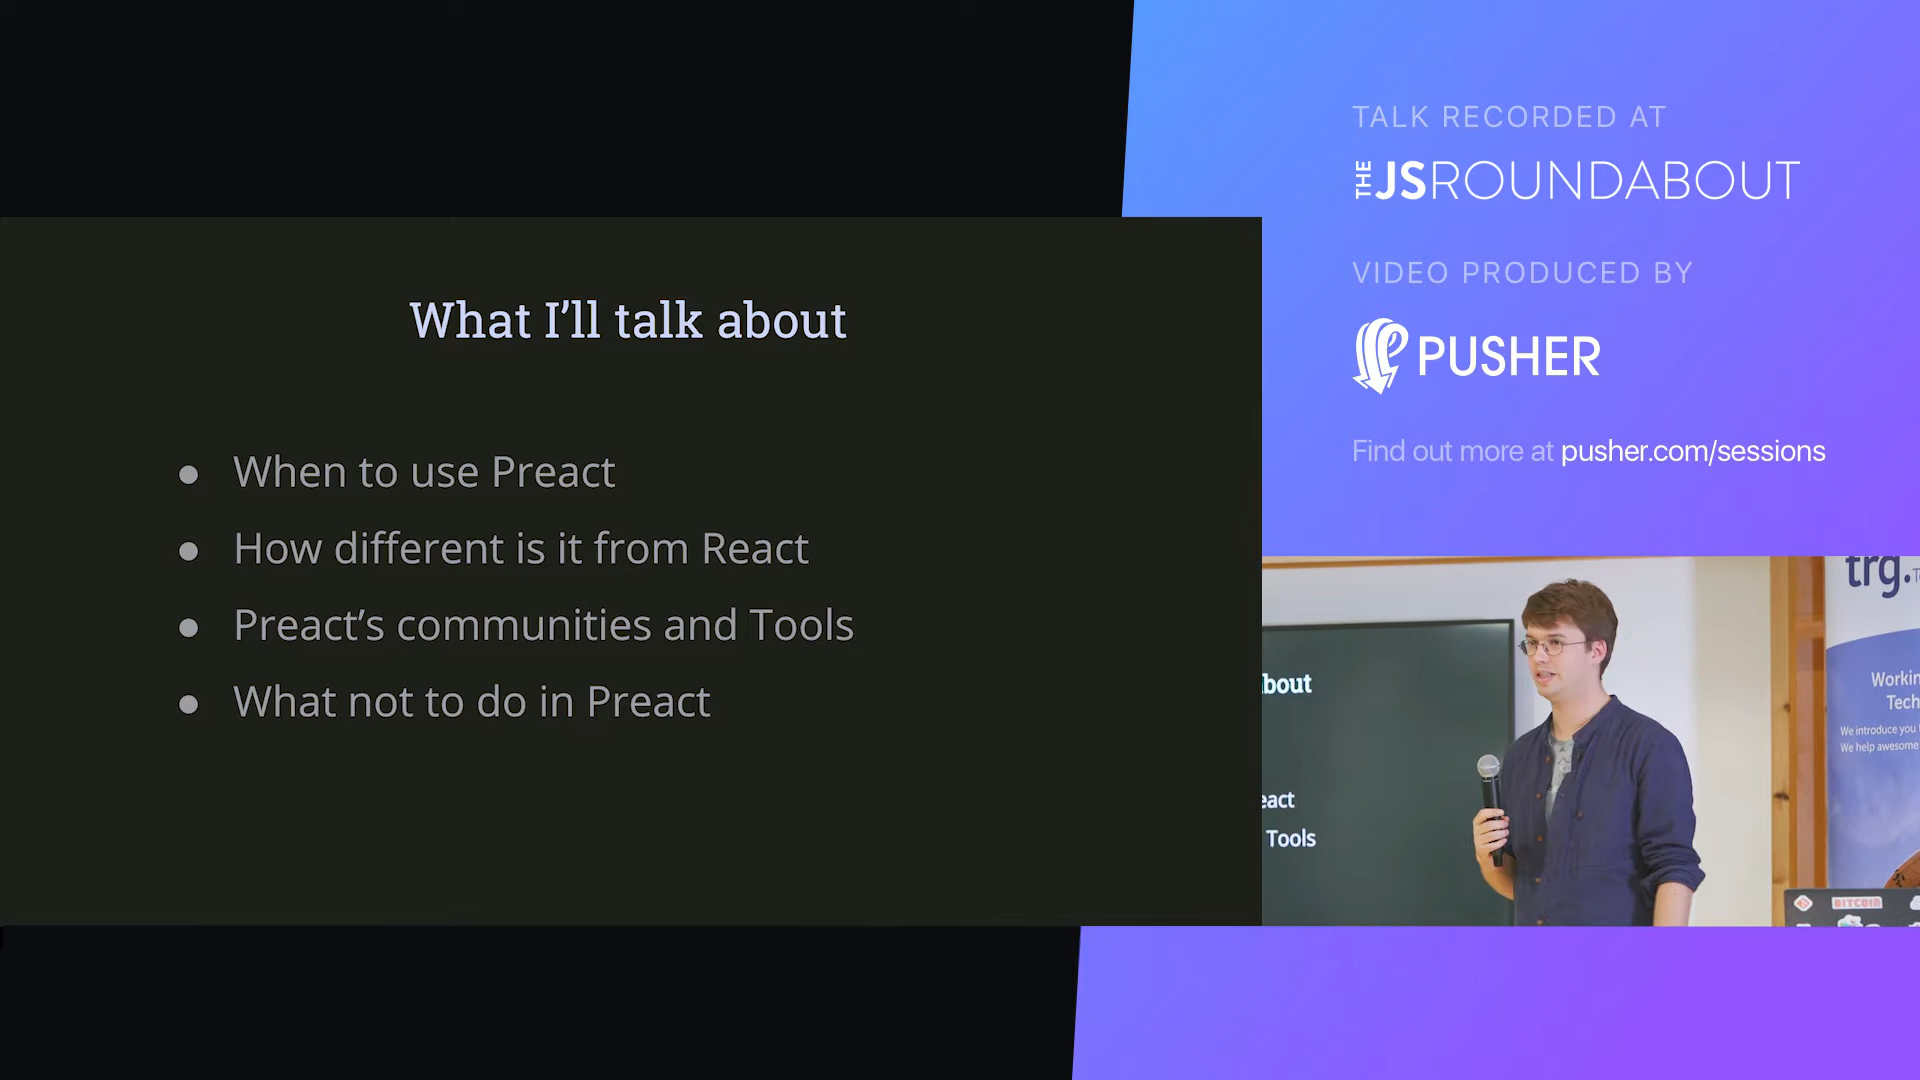 What I'll talk about
● When to use Preact
● How different is it from React
● Preact's communities and Tools
● What not to do in Preact
TALK RECORDED AT
THE JSROUNDABOUT
VIDEO PRODUCED BY
PUSHER
Find out more at pusher.com/sessions
bout
eact
Tools
trg.
Workin
Tech
We introduce you
We help awesome
BITCOIN